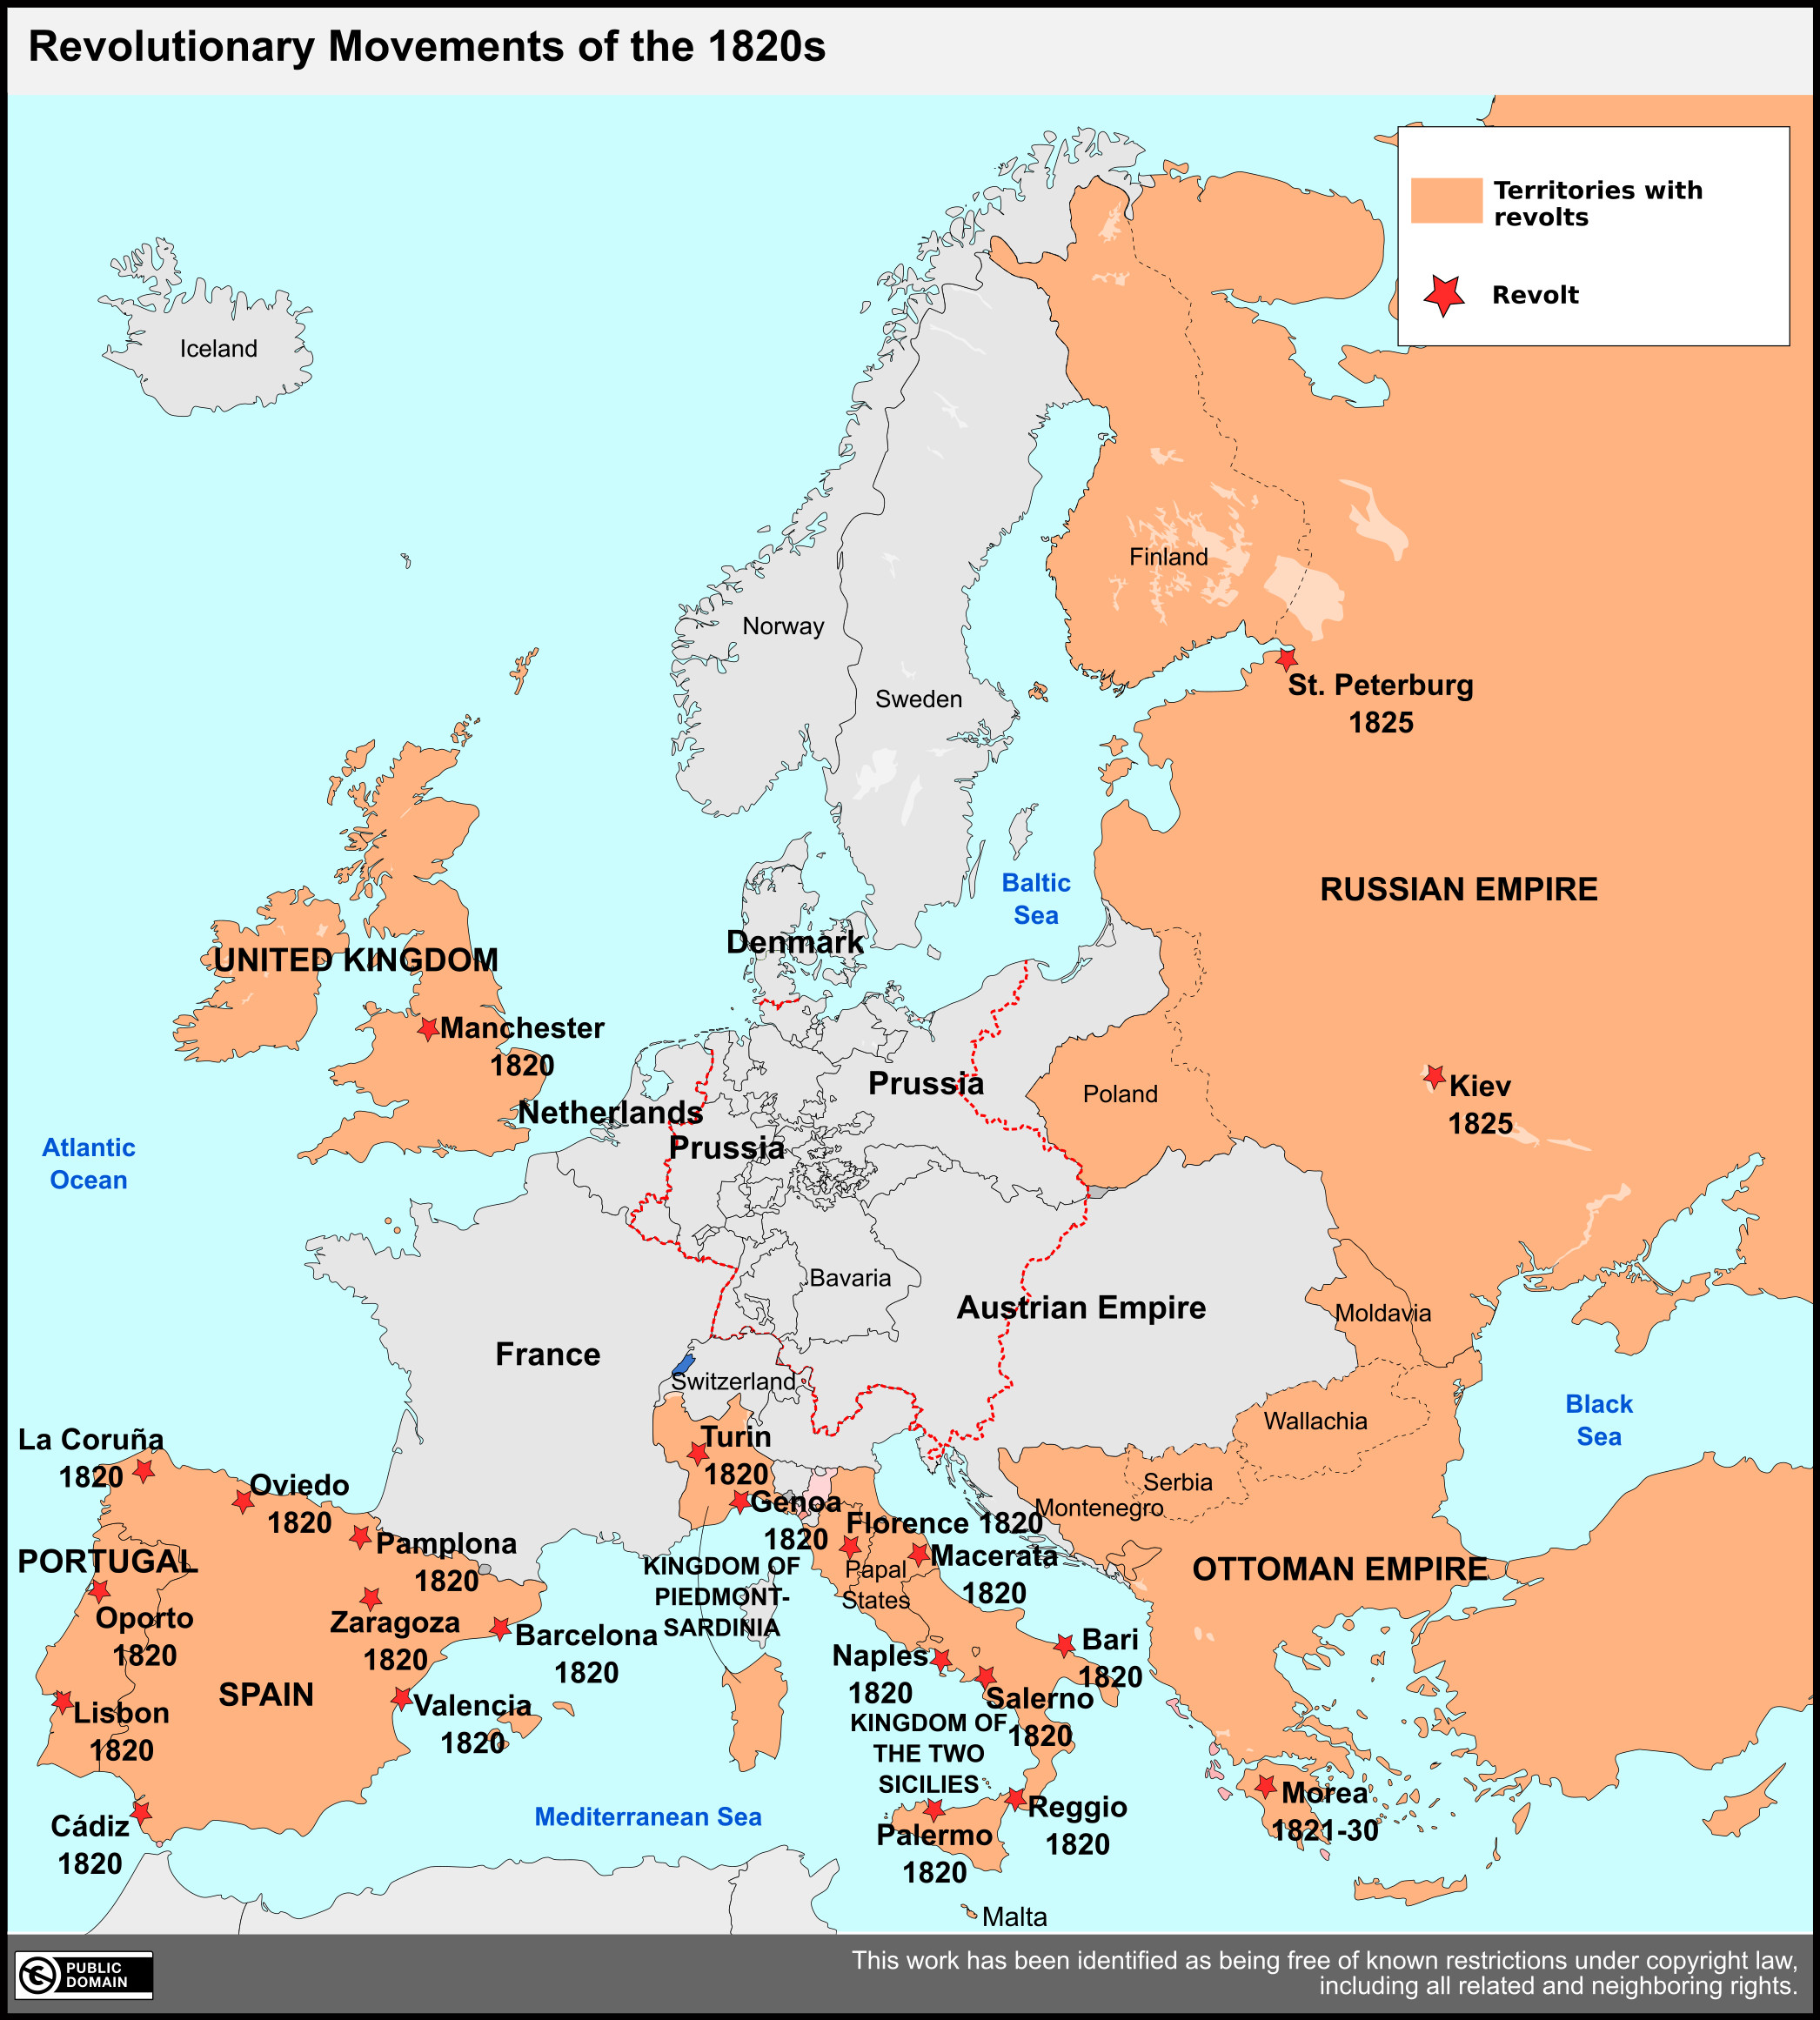 Revolutionary Movements of the 1820s
Territories with
revolts
Revolt
Iceland
Norway
Sweden
Finland
St. Peterburg
1825
RUSSIAN EMPIRE
Baltic
Sea
Denmark
UNITED KINGDOM
Manchester
1820
Netherlands
Prussia
Prussia
Poland
Kiev
1825
Atlantic
Ocean
Bavaria
Austrian Empire
Moldavia
France
Switzerland
Wallachia
Black
Sea
La Coruña
1820
Oviedo
1820
Pamplona
1820
PORTUGAL
Oporto
1820
Zaragoza
1820
Barcelona
1820
SPAIN
Lisbon
1820
Valencia
1820
Cádiz
1820
Turin
1820
Genoa
1820
Florence 1820
Macerata
1820
Papal
States
KINGDOM OF
PIEDMONT-
SARDINIA
Serbia
Montenegro
OTTOMAN EMPIRE
Naples
1820
Bari
1820
Salerno
1820
KINGDOM OF
THE TWO
SICILIES
Reggio
1820
Palermo
1820
Morea
1821-30
Mediterranean Sea
Malta
PUBLIC
DOMAIN
This work has been identified as being free of known restrictions under copyright law,
including all related and neighboring rights.